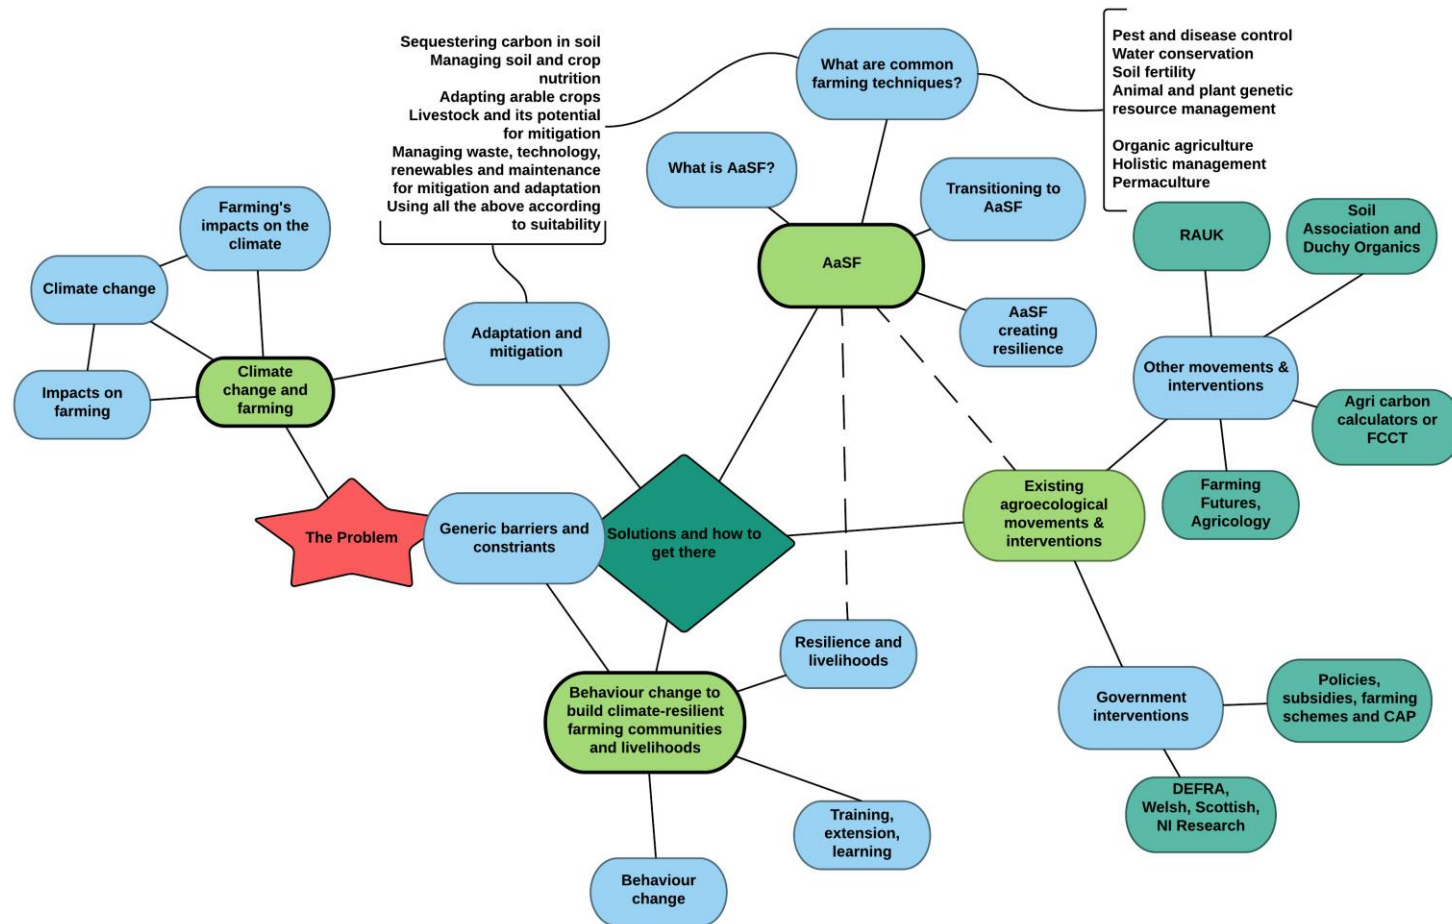 Sequestering carbon in soil
Managing soil and crop
nutrition
Adapting arable crops
Livestock and its potential
for mitigation
Managing waste, technology,
renewables and maintenance
for mitigation and adaptation
Using all the above according
to suitability
What are common
farming techniques?
Pest and disease control
Water conservation
Soil fertility
Animal and plant genetic
resource management
Organic agriculture
Holistic management
Permaculture
What is AaSF?
Transitioning to
AaSF
AaSF
AaSF
creating
resilience
RAUK
Soil
Association and
Duchy Organics
Farming's
impacts on the
climate
Climate change
Impacts on
farming
Climate
change and
farming
Adaptation and
mitigation
Other movements &
interventions
Agri carbon
calculators or
FCCT
Farming
Futures,
Agricology
Existing
agroecological
movements &
interventions
The Problem
Generic barriers and
constriants
Solutions and how to
get there
Resilience and
livelihoods
Behaviour change to
build climate-resilient
farming communities
and livelihoods
Government
interventions
Policies,
subsidies, farming
schemes and CAP
DEFRA,
Welsh, Scottish,
NI Research
Training,
extension,
learning
Behaviour
change